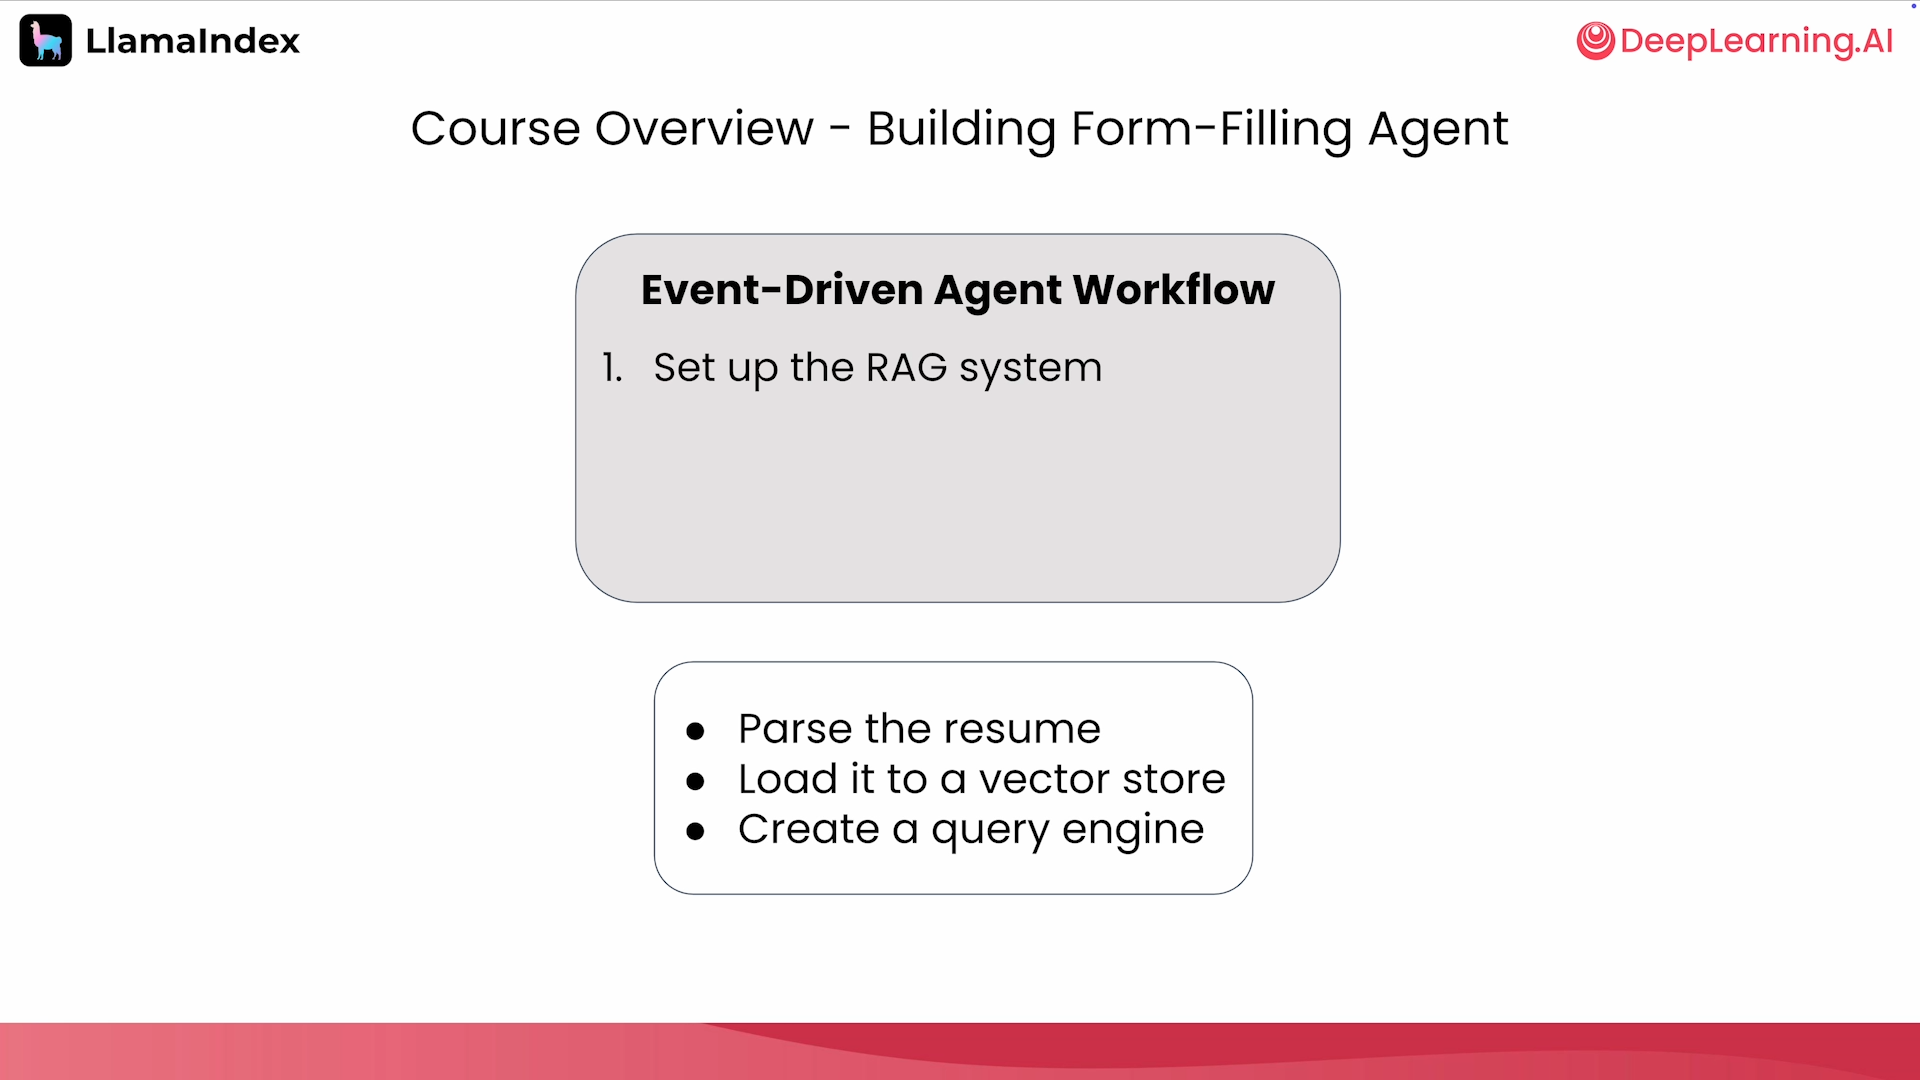 LlamaIndex
DeepLearning.AI
Course Overview - Building Form-Filling Agent
Event-Driven Agent Workflow
1. Set up the RAG system
● Parse the resume
● Load it to a vector store
● Create a query engine